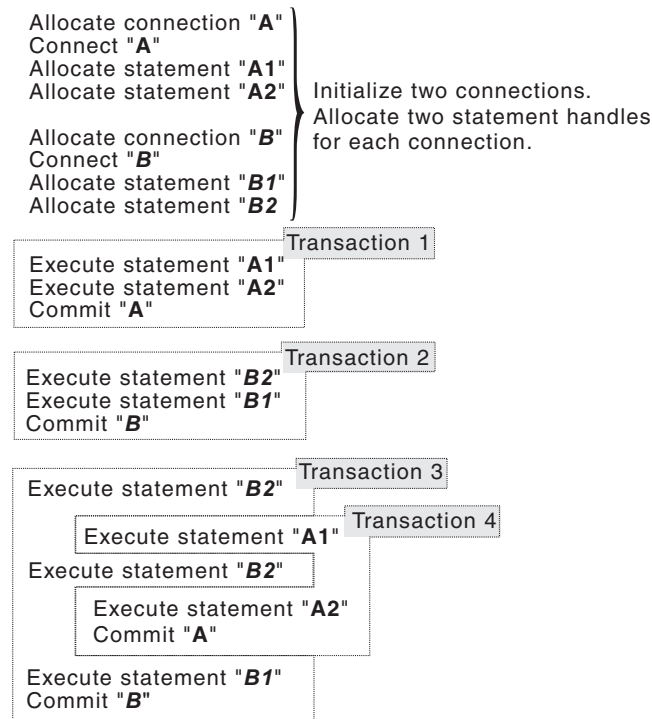 Allocate connection "A"
Connect "A"
Allocate statement "A1"
Allocate statement "A2"
Allocate connection "B"
Connect "B"
Allocate statement "B1"
Allocate statement "B2
Initialize two connections.
Allocate two statement handles
for each connection.
Transaction 1
Execute statement "A1"
Execute statement "A2"
Commit "A"
Transaction 2
Execute statement "B2"
Execute statement "B1"
Commit "B"
Transaction 3
Execute statement "B2"
Transaction 4
Execute statement "A1"
Execute statement "B2"
Execute statement "A2"
Commit "A"
Execute statement "B1"
Commit "B"